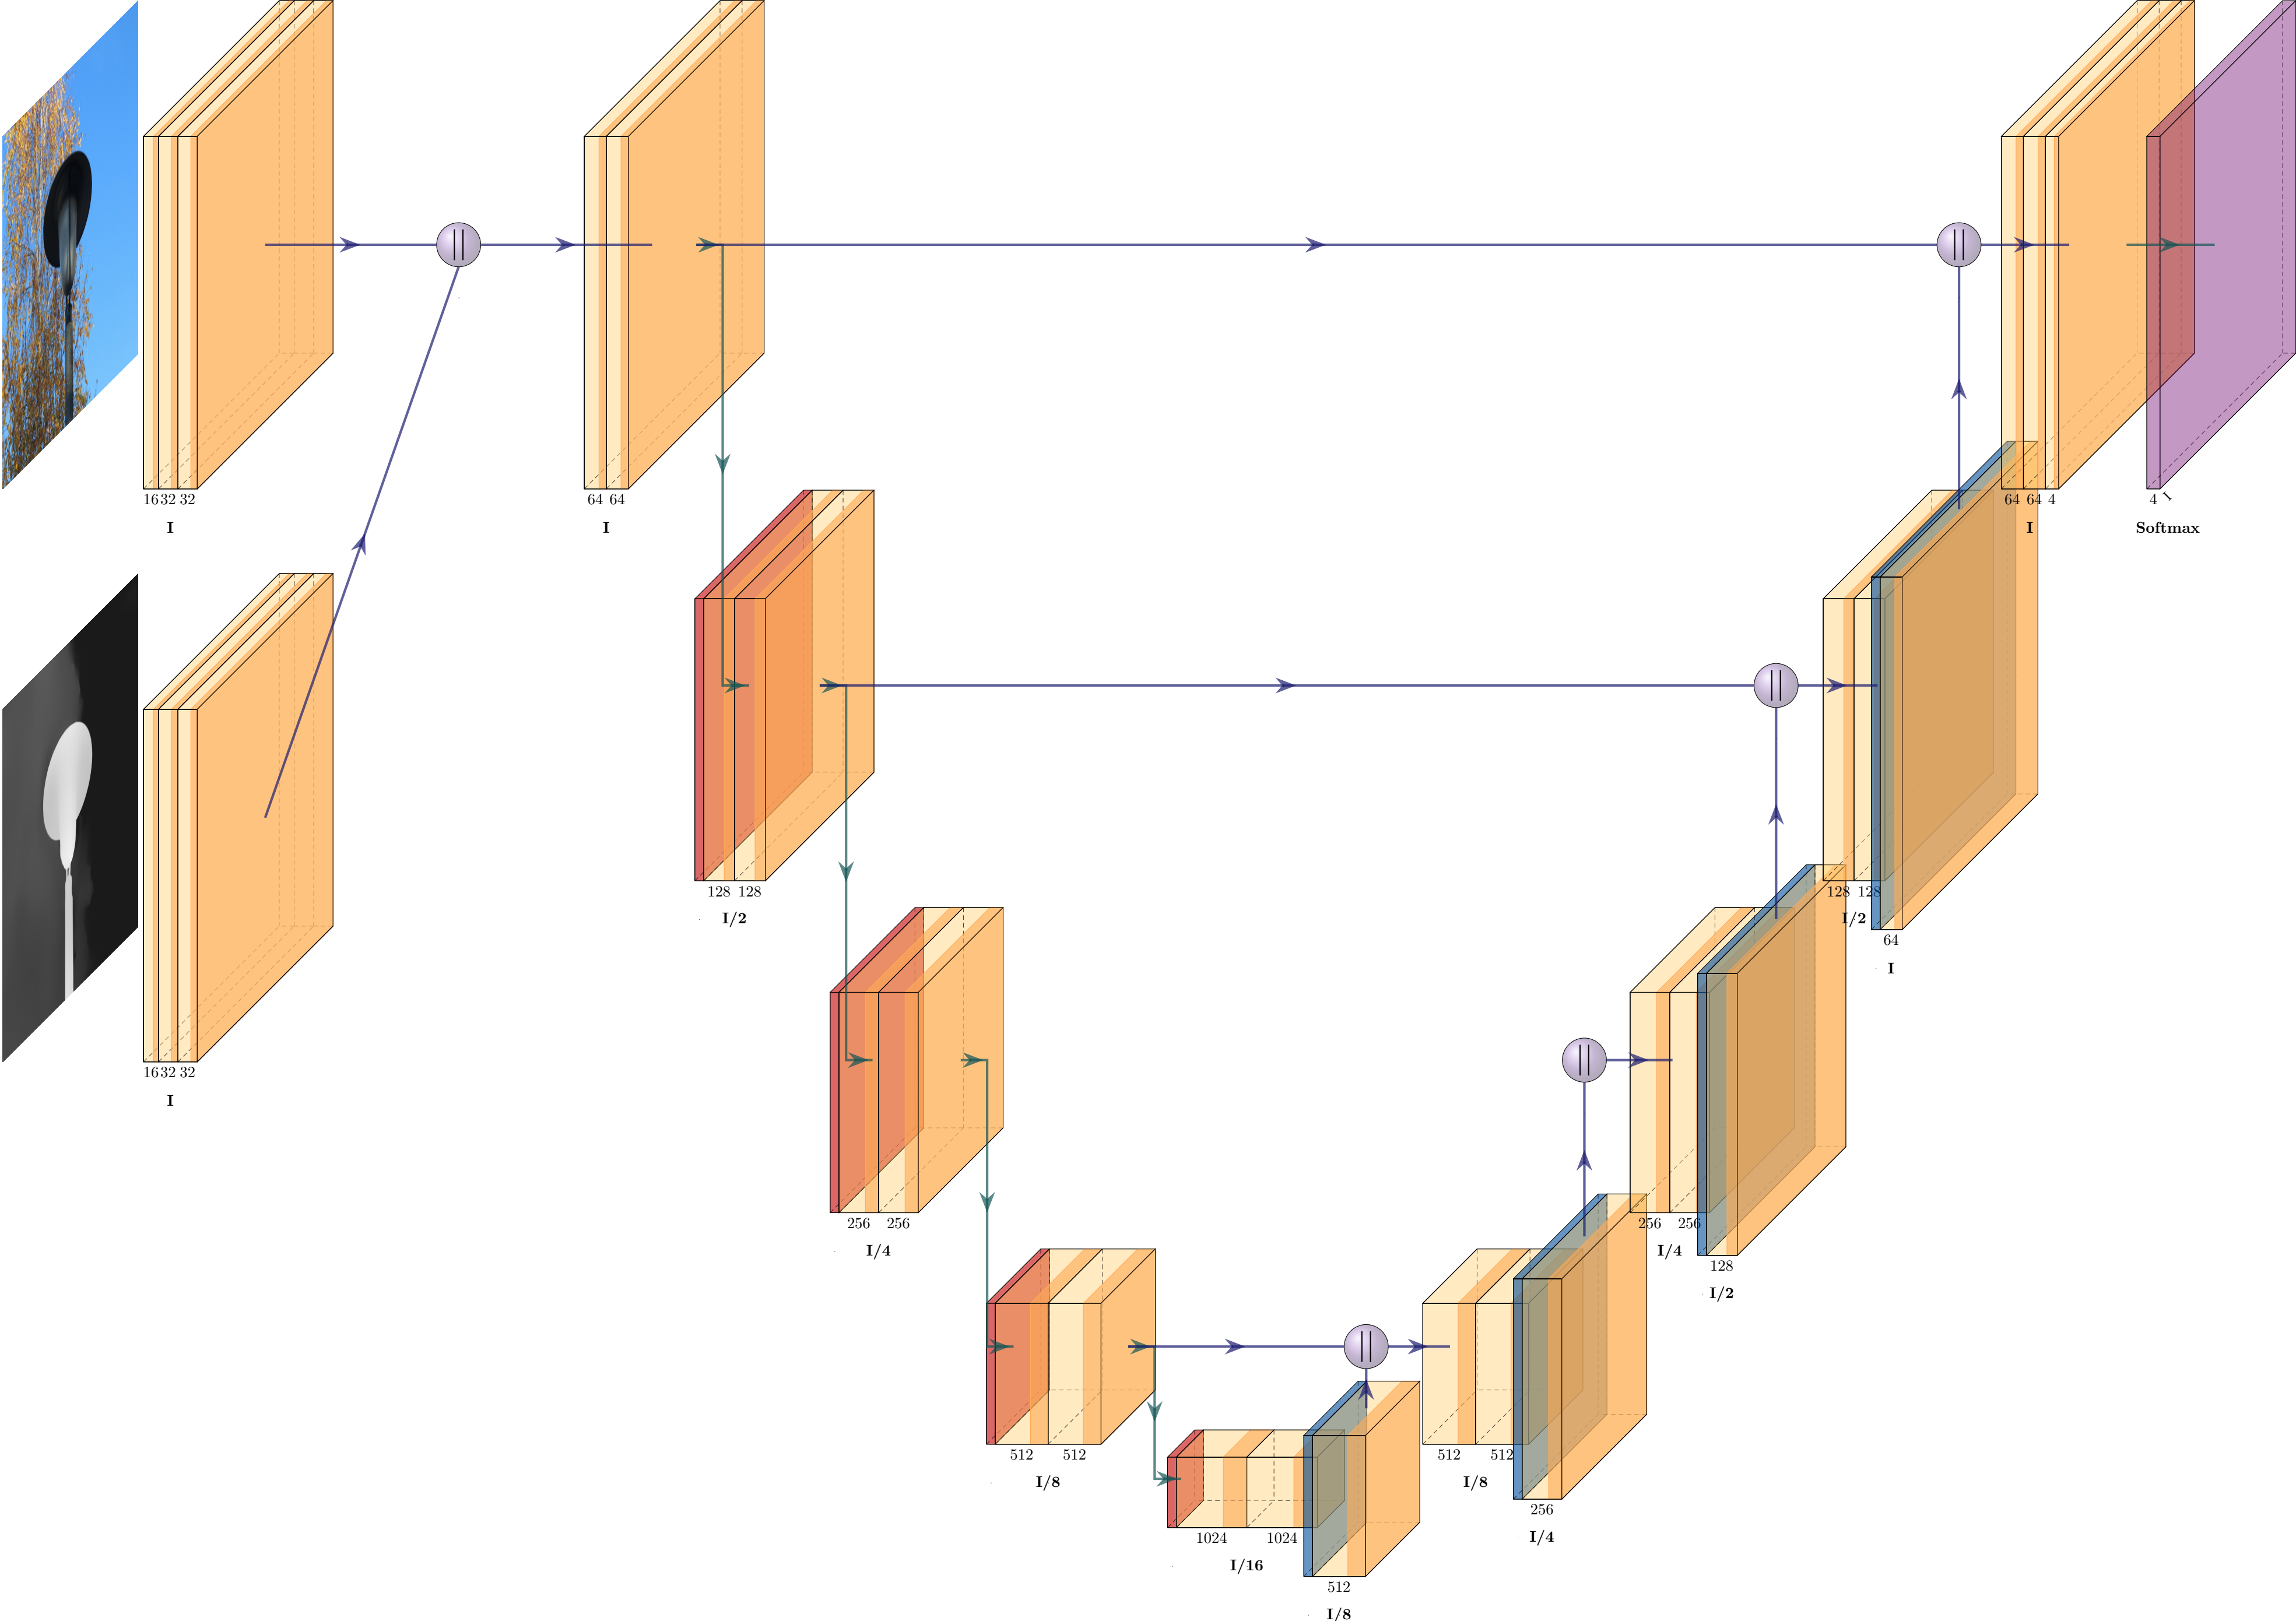 16 32 32
I
64 64
I
64 64 4
I
4 I
Softmax
128 128
I/2
128 128
I/2
64
I
16 32 32
I
256 256
I/4
256 256
I/4
128
I/2
512 512
I/8
512 512
I/8
256
I/4
1024 1024
I/16
512
I/8